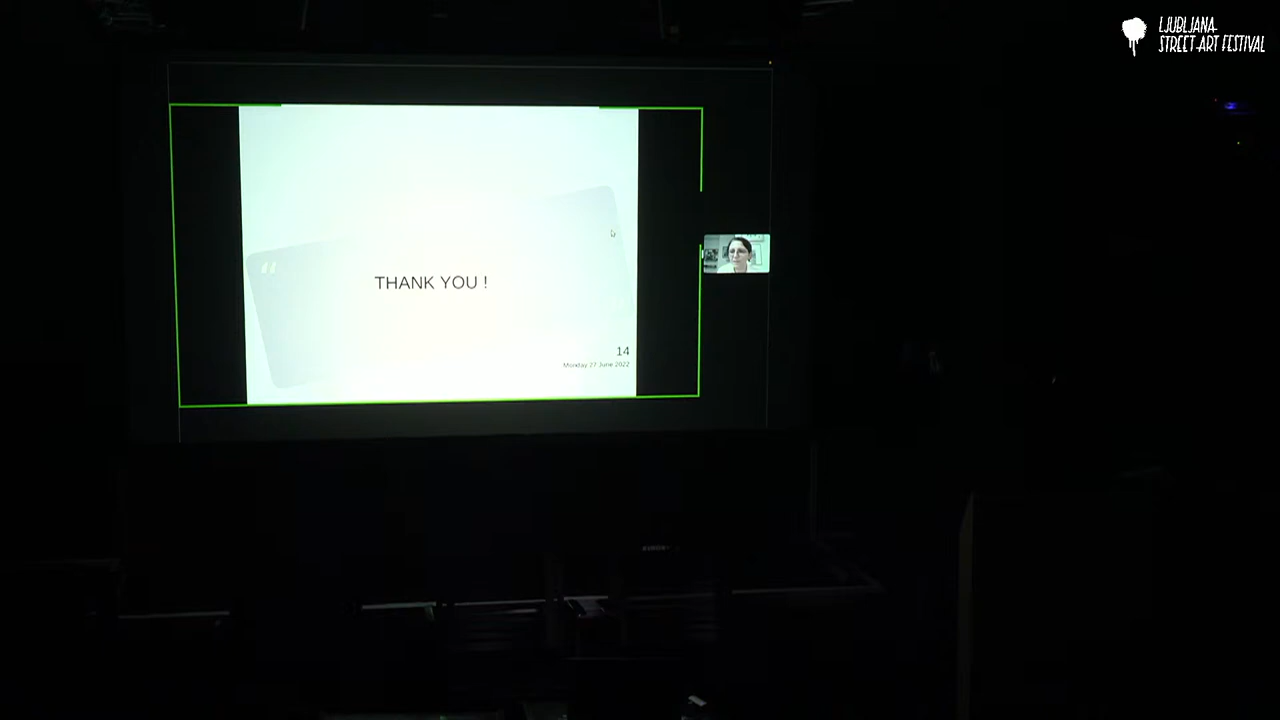 LJUBLJANA
STREET ART FESTIVAL
“
THANK YOU !
14
Monday 27 June 2022